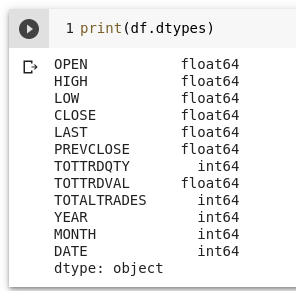 1 print(df.dtypes)
OPEN float64
HIGH float64
LOW float64
CLOSE float64
LAST float64
PREVCLOSE float64
TOTTRDQTY int64
TOTTRDVAL float64
TOTALTRADES int64
YEAR int64
MONTH int64
DATE int64
dtype: object